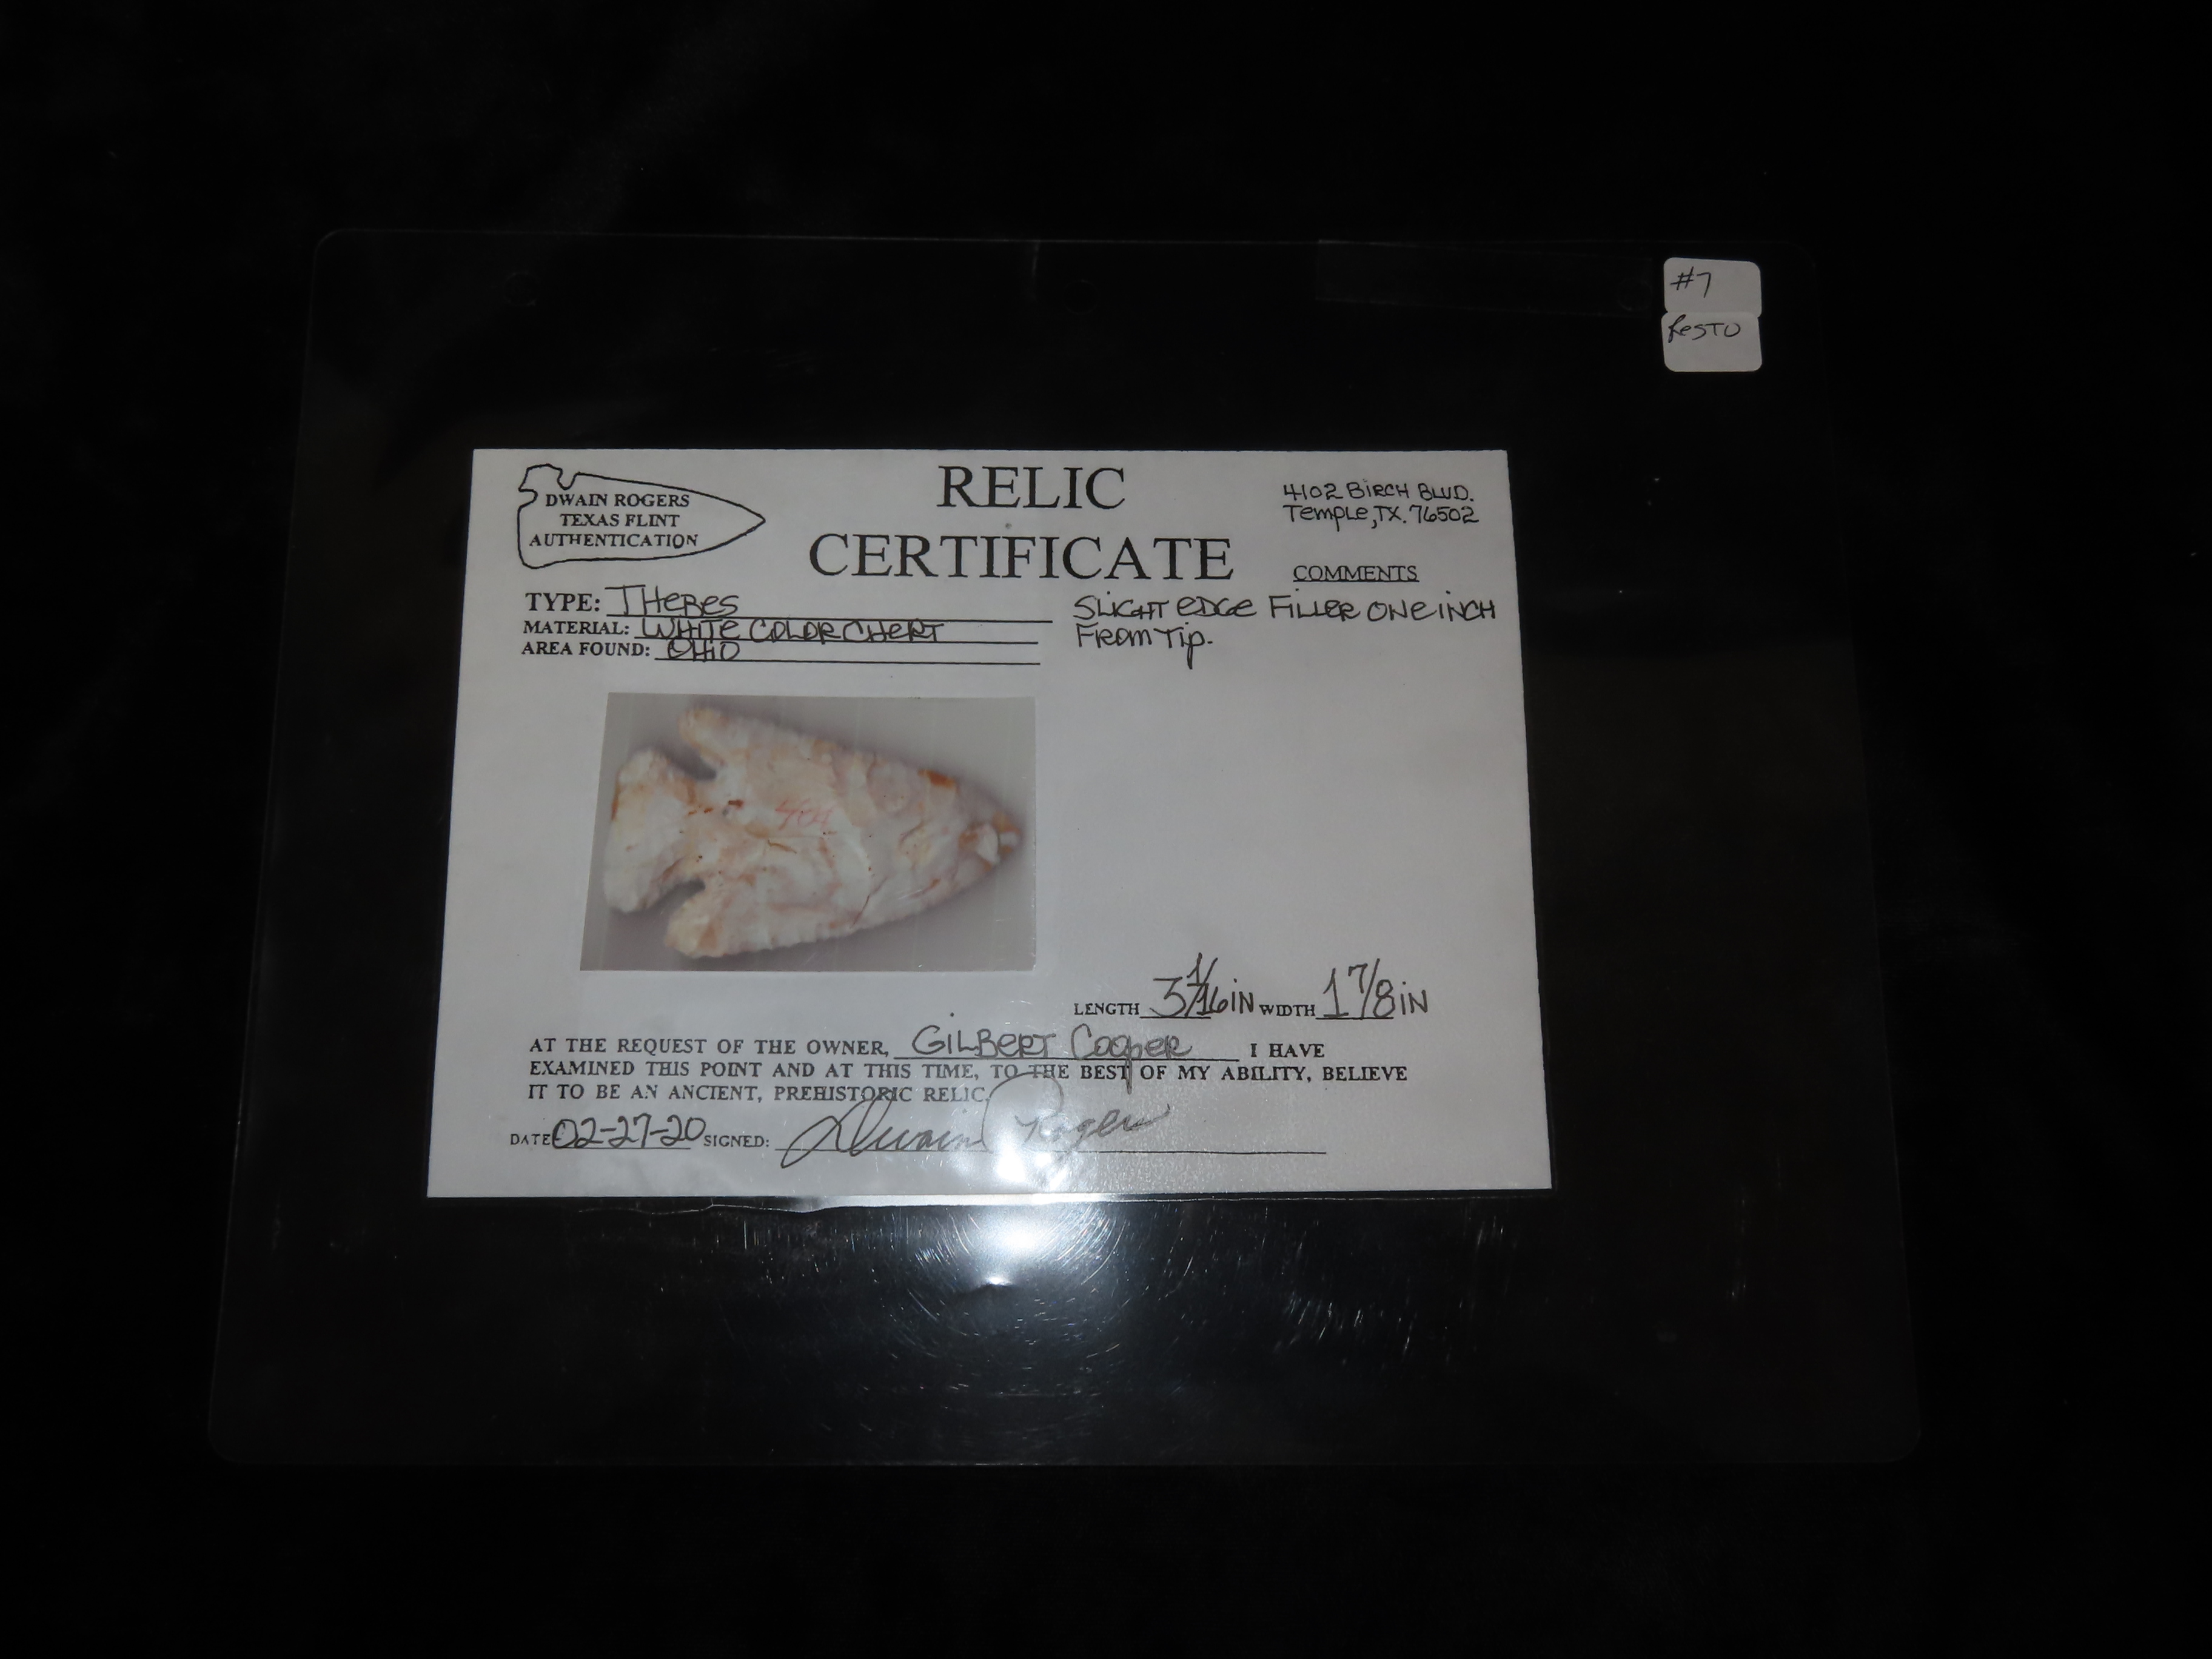 #7
Resto
DWAIN ROGERS
TEXAS FLINT
AUTHENTICATION
RELIC
CERTIFICATE
4102 BIRCH BLVD.
Temple, TX. 76502
TYPE: THEBES
MATERIAL: WHITE COLOR CHERT
AREA FOUND: OHIO
COMMENTS
SLIGHT EDGE FILLER ONE INCH
FROM TIP.
LENGTH 3 1/16 IN WIDTH 1 7/8 IN
AT THE REQUEST OF THE OWNER, GILBERT COOPER I HAVE
EXAMINED THIS POINT AND AT THIS TIME, TO THE BEST OF MY ABILITY, BELIEVE
IT TO BE AN ANCIENT, PREHISTORIC RELIC.
DATE 02-27-20 SIGNED: Dwain Rogers